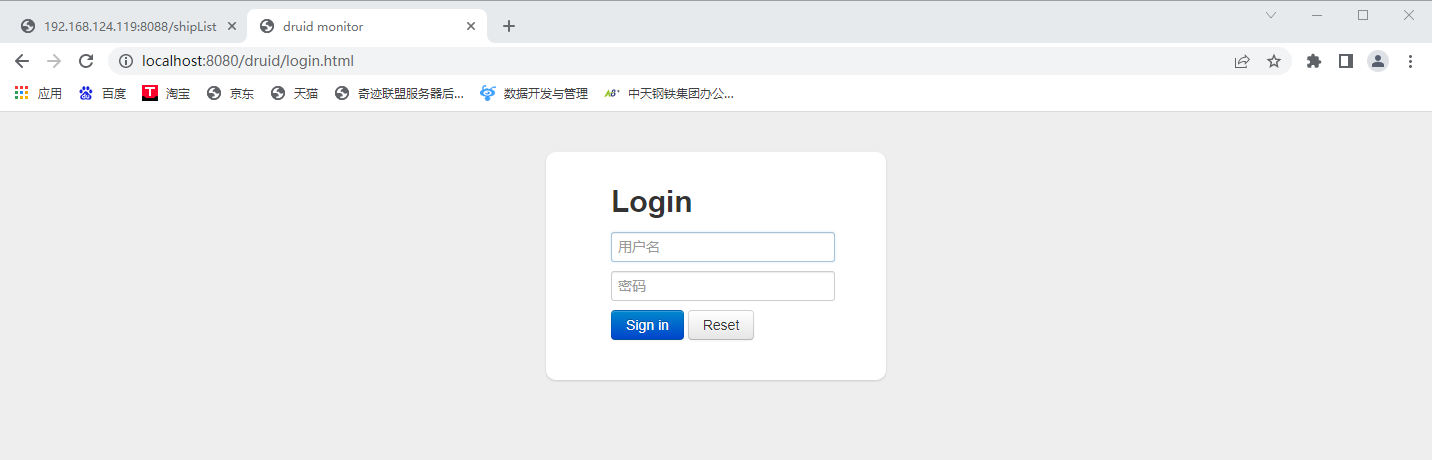 192.168.124.119:8088/shipList
druid monitor
localhost:8080/druid/login.html
应用 百度 淘宝 京东 天猫 奇迹联盟服务器后... 数据开发与管理 中天钢铁集团办公...
Login
用户名
密码
Sign in Reset